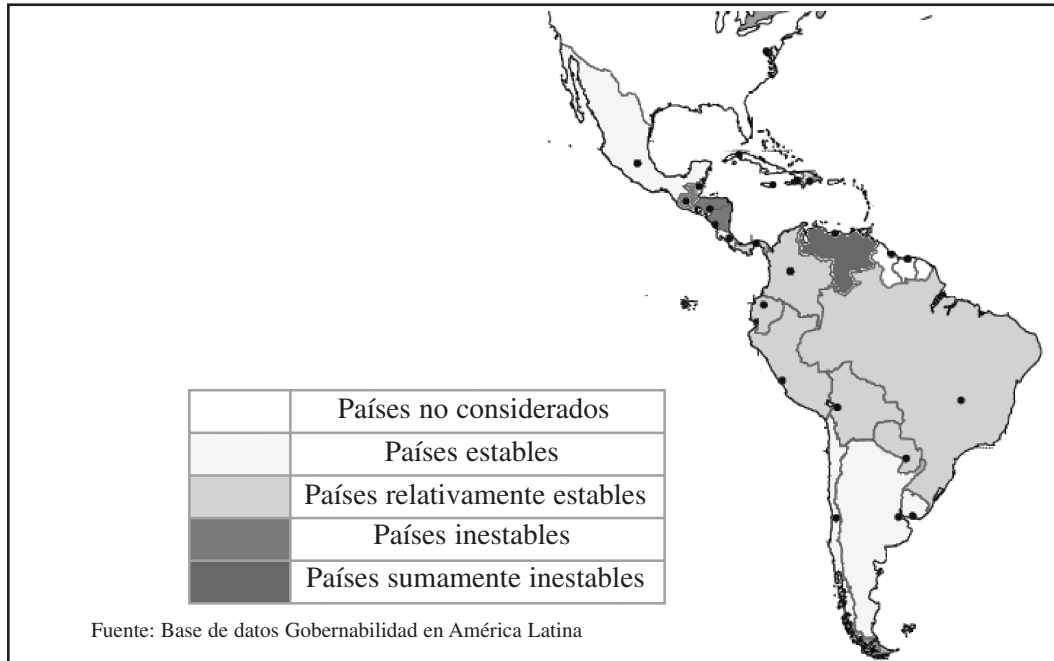 Países no considerados
Países estables
Países relativamente estables
Países inestables
Países sumamente inestables
Fuente: Base de datos Gobernabilidad en América Latina